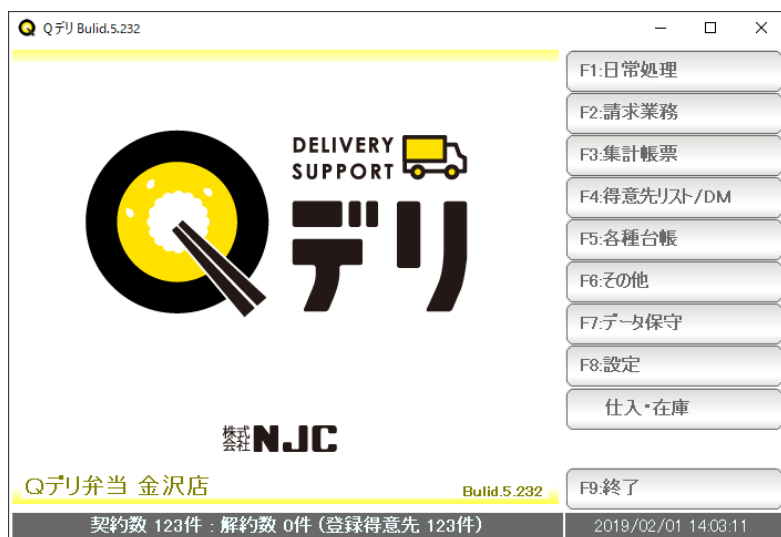 Qデリ Bulid.5.232
DELIVERY
SUPPORT
Qデリ
株式会社NJC
Qデリ弁当 金沢店
Bulid.5.232
F1:日常処理
F2:請求業務
F3:集計帳票
F4:得意先リスト/DM
F5:各種台帳
F6:その他
F7:データ保守
F8:設定
仕入・在庫
F9:終了
契約数 123件 : 解約数 0件 (登録得意先 123件)
2019/02/01 14:03:11